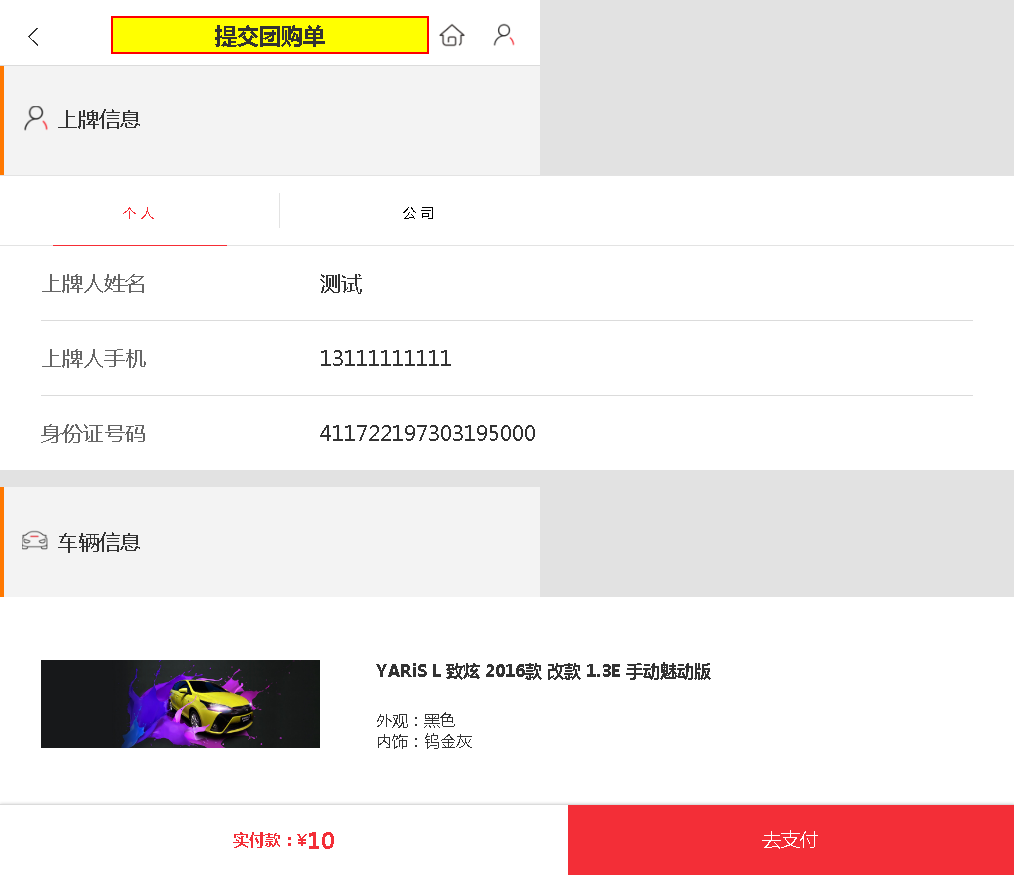 提交团购单
上牌信息
个人
公司
上牌人姓名
测试
上牌人手机
13111111111
身份证号码
411722197303195000
车辆信息
YARiS L 致炫 2016款 改款 1.3E 手动魅动版
外观：黑色
内饰：钨金灰
实付款：¥10
去支付